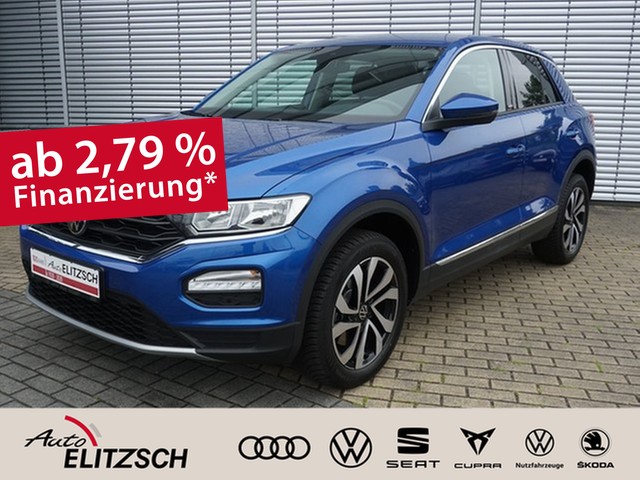 ab 2,79 %
Finanzierung*
Auto ELITZSCH
Auto
ELITZSCH
SEAT
CUPRA
Nutzfahrzeuge
ŠKODA